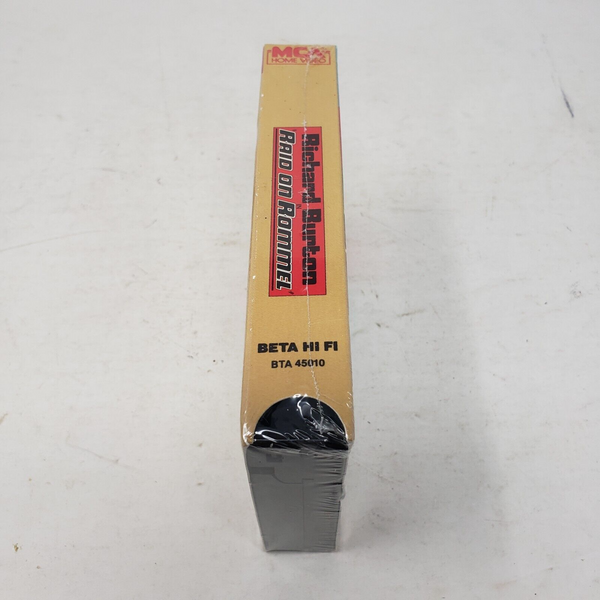 MCA
HOME VIDEO
Richard Burton
RAID ON ROMMEL
BETA HI FI
BTA 45010